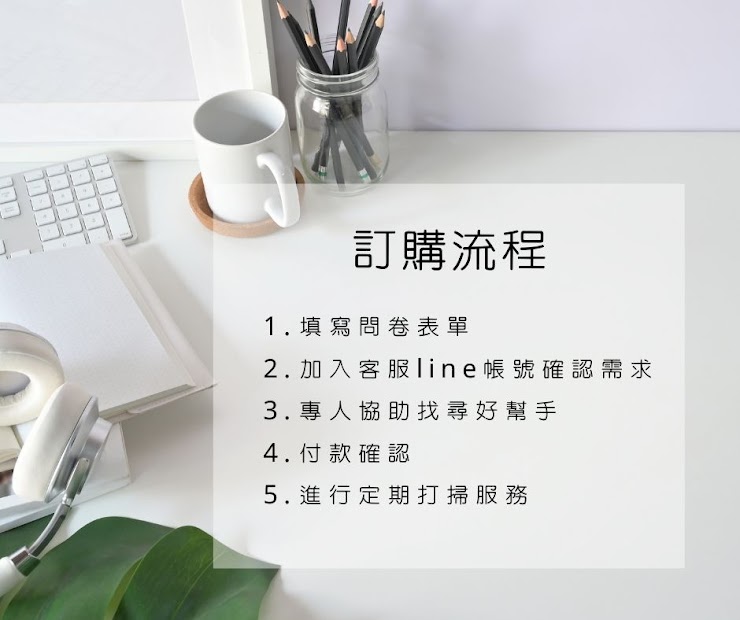 訂購流程
1.填寫問卷表單
2.加入客服line帳號確認需求
3.專人協助找尋好幫手
4.付款確認
5.進行定期打掃服務